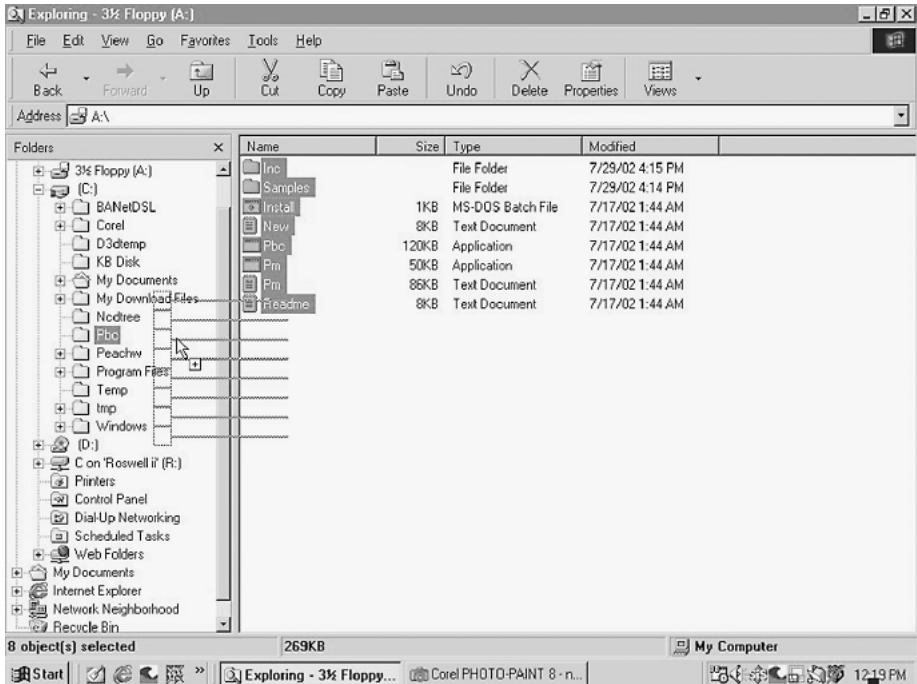 Exploring - 3½ Floppy (A:)
File Edit View Go Favorites Tools Help
Back Forward Up Cut Copy Paste Undo Delete Properties Views
Address A:\
Folders
3½ Floppy (A:)
(C:)
BANetDSL
Corel
D3dtemp
KB Disk
My Documents
My Download Files
Ncdtree
Pbc
Peachw
Program Files
Temp
tmp
Windows
(D:)
C on 'Roswell ii' (R:)
Printers
Control Panel
Dial-Up Networking
Scheduled Tasks
Web Folders
My Documents
Internet Explorer
Network Neighborhood
Recycle Bin
Name Size Type Modified
Inc File Folder 7/29/02 4:15 PM
Samples File Folder 7/29/02 4:14 PM
Install 1KB MS-DOS Batch File 7/17/02 1:44 AM
New 8KB Text Document 7/17/02 1:44 AM
Pbc 120KB Application 7/17/02 1:44 AM
Pm 50KB Application 7/17/02 1:44 AM
Pm 86KB Text Document 7/17/02 1:44 AM
Readme 8KB Text Document 7/17/02 1:44 AM
8 object(s) selected 269KB My Computer
Start » Exploring - 3½ Floppy... Corel PHOTO-PAINT 8 - n... 12:19 PM